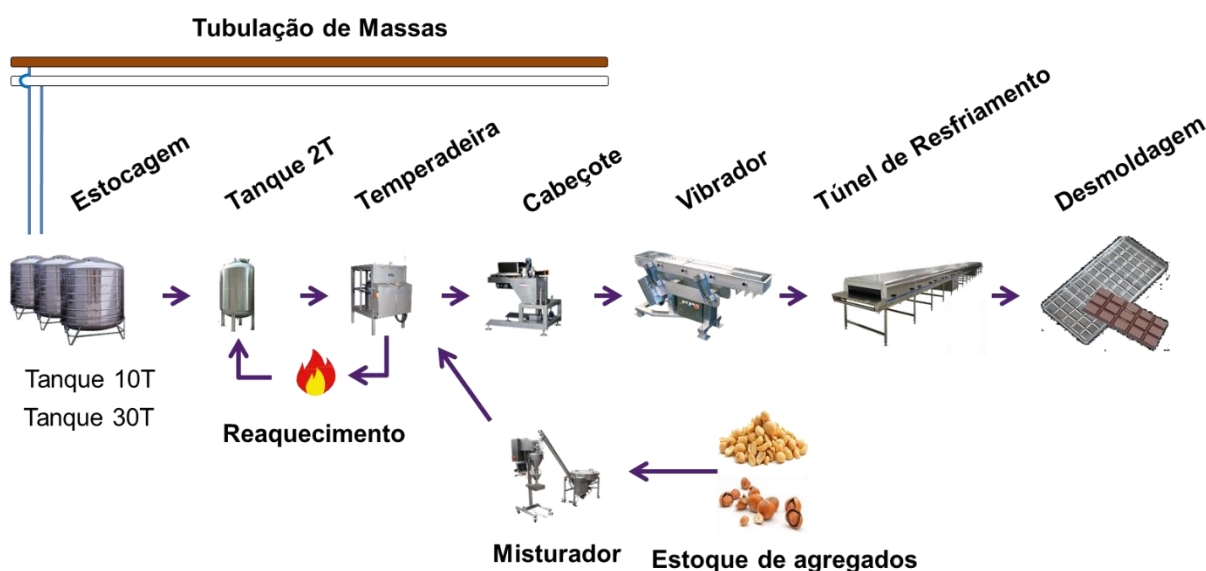 Tubulação de Massas
Estocagem
Tanque 2T
Temperadeira
Cabeçote
Vibrador
Túnel de Resfriamento
Desmoldagem
Tanque 10T
Tanque 30T
Reaquecimento
Misturador
Estoque de agregados